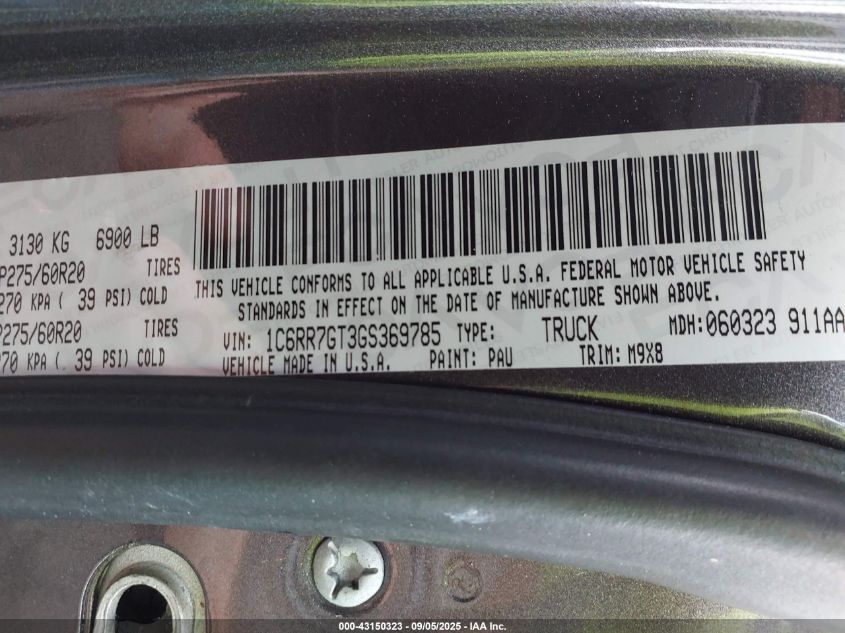 3130 KG 6900 LB
P275/60R20 TIRES
270 KPA ( 39 PSI) COLD
P275/60R20 TIRES
270 KPA ( 39 PSI) COLD
THIS VEHICLE CONFORMS TO ALL APPLICABLE U.S.A. FEDERAL MOTOR VEHICLE SAFETY
STANDARDS IN EFFECT ON THE DATE OF MANUFACTURE SHOWN ABOVE.
VIN: 1C6RR7GT3GS369785 TYPE: TRUCK MDH:060323 911AA
VEHICLE MADE IN U.S.A. PAINT: PAU TRIM: M9X8
000-43150323 - 09/05/2025 - IAA Inc.